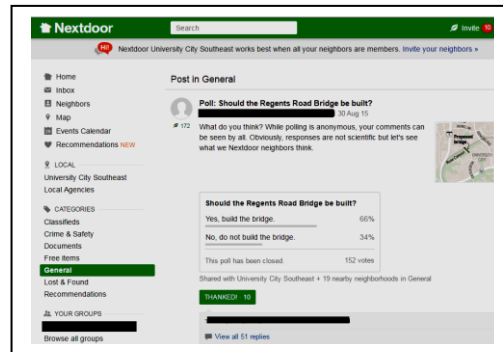 Nextdoor
Search
Invite 10
Hi! Nextdoor University City Southeast works best when all your neighbors are members. Invite your neighbors »
Home
Inbox
Neighbors
Map
Events Calendar
Recommendations NEW
LOCAL
University City Southeast
Local Agencies
CATEGORIES
Classifieds
Crime & Safety
Documents
Free items
General
Lost & Found
Recommendations
YOUR GROUPS
Browse all groups
Post in General
Poll: Should the Regents Road Bridge be built?
30 Aug 15
172
What do you think? While polling is anonymous, your comments can
be seen by all. Obviously, responses are not scientific but let's see
what we Nextdoor neighbors think.
Proposed
bridge
Should the Regents Road Bridge be built?
Yes, build the bridge. 66%
No, do not build the bridge. 34%
This poll has been closed. 152 votes
Shared with University City Southeast + 19 nearby neighborhoods in General
THANKED! 10
View all 51 replies